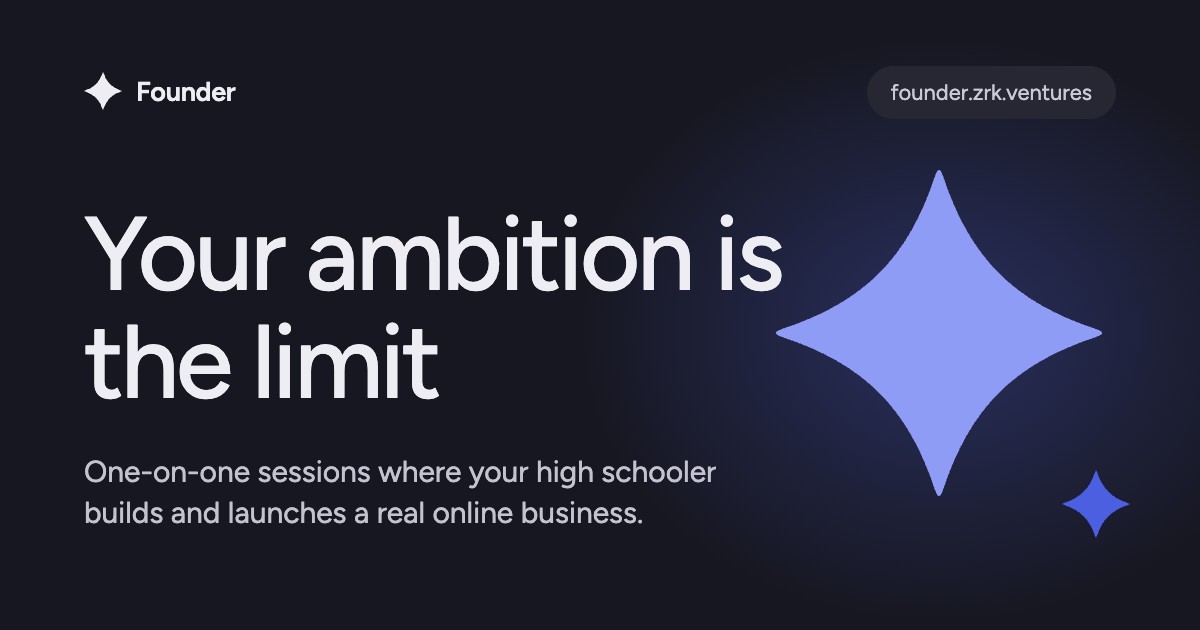 Founder
founder.zrk.ventures
Your ambition is
the limit
One-on-one sessions where your high schooler
builds and launches a real online business.